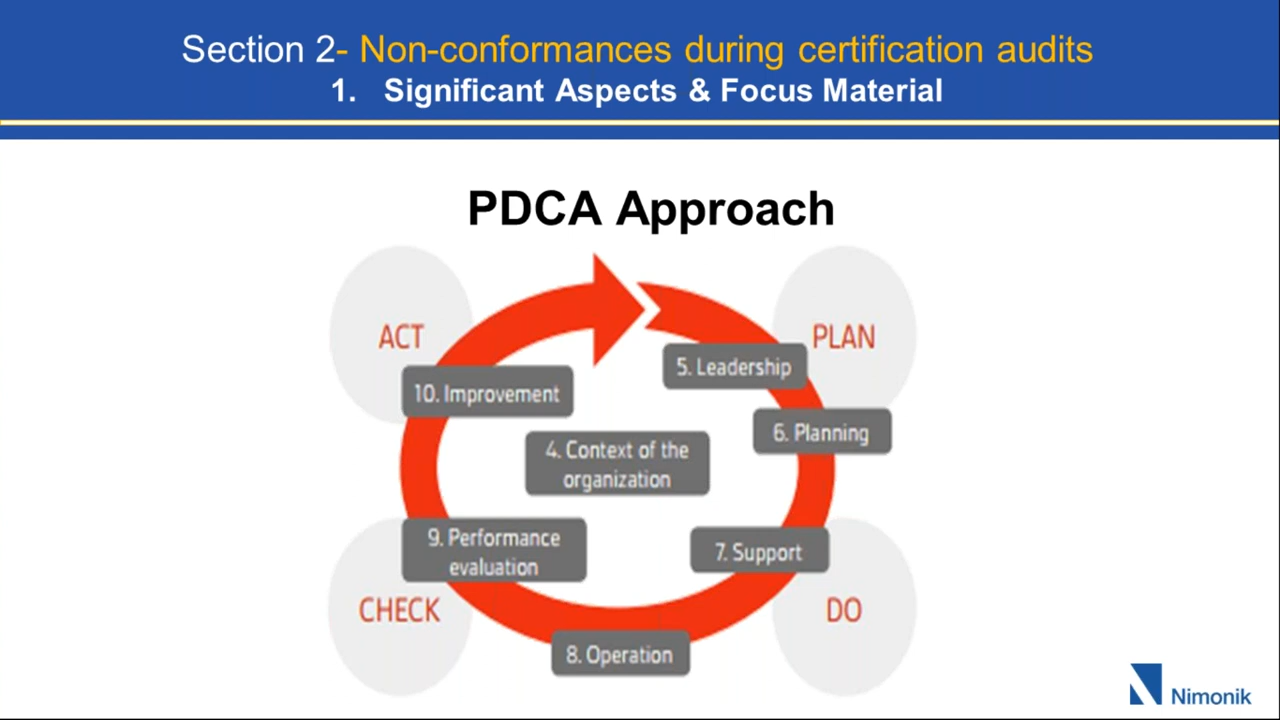 Section 2- Non-conformances during certification audits
1. Significant Aspects & Focus Material
PDCA Approach
ACT
PLAN
5. Leadership
10. Improvement
6. Planning
4. Context of the
organization
9. Performance
evaluation
7. Support
CHECK
DO
8. Operation
Nimonik